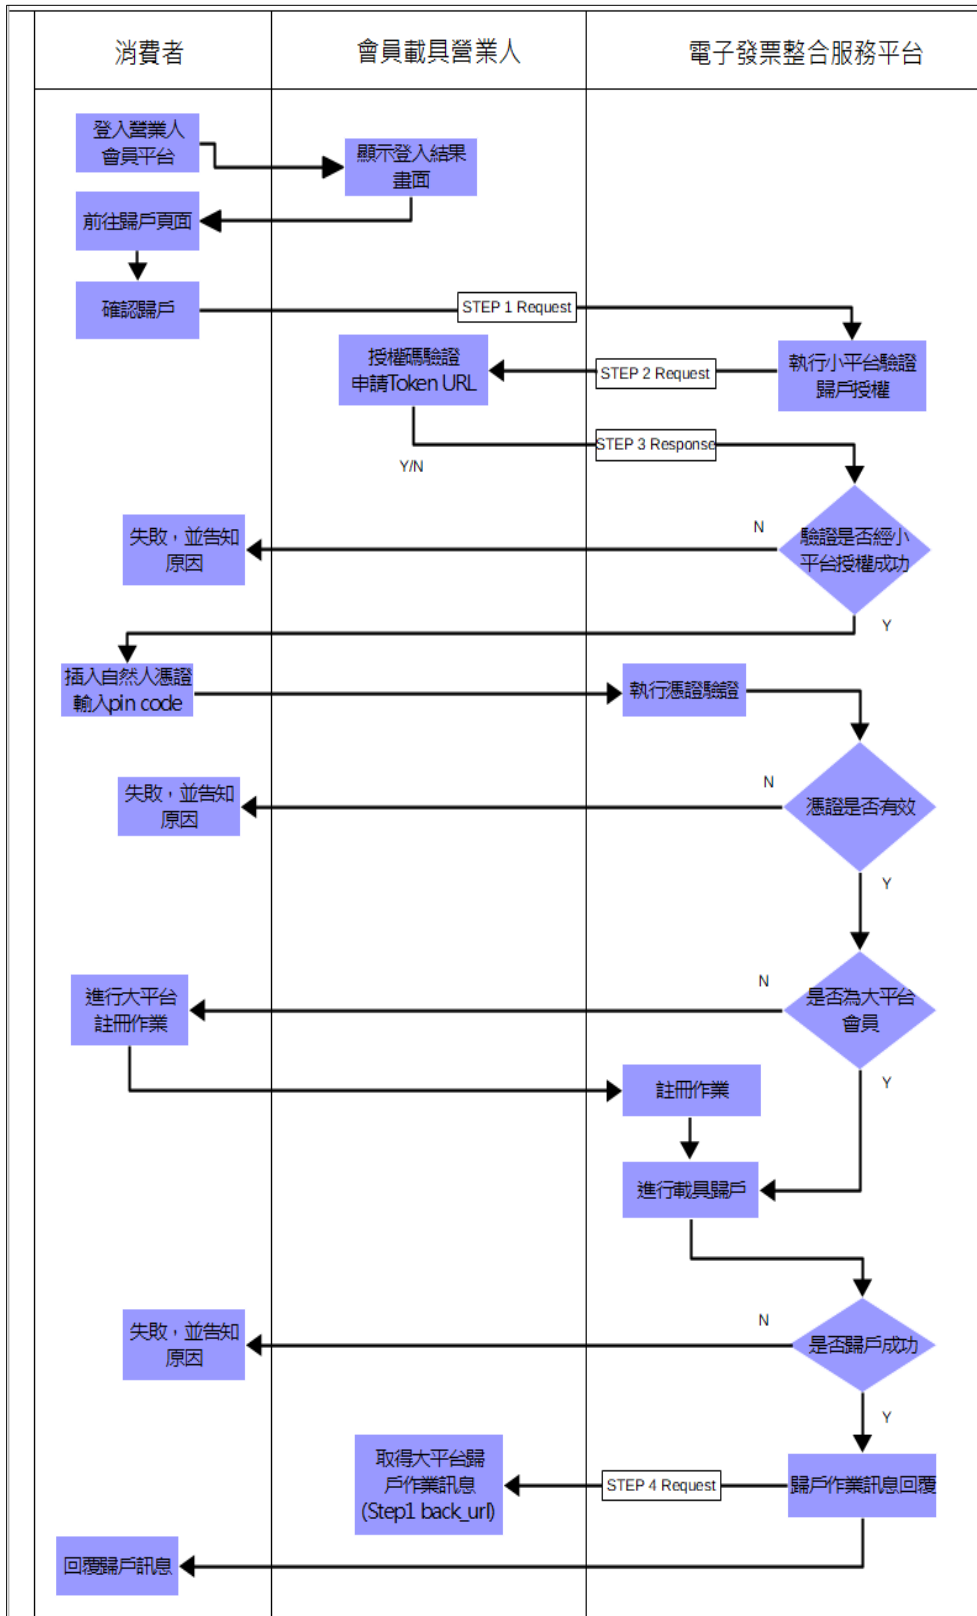 消費者
會員載具營業人
電子發票整合服務平台
登入營業人
會員平台
顯示登入結果
畫面
前往歸戶頁面
確認歸戶
STEP 1 Request
執行小平台驗證
歸戶授權
STEP 2 Request
授權碼驗證
申請Token URL
Y/N
STEP 3 Response
驗證是否經小
平台授權成功
N
失敗，並告知
原因
Y
插入自然人憑證
輸入pin code
執行憑證驗證
憑證是否有效
N
失敗，並告知
原因
Y
是否為大平台
會員
N
進行大平台
註冊作業
Y
註冊作業
進行載具歸戶
是否歸戶成功
N
失敗，並告知
原因
Y
歸戶作業訊息回覆
STEP 4 Request
取得大平台歸
戶作業訊息
(Step1 back_url)
回覆歸戶訊息